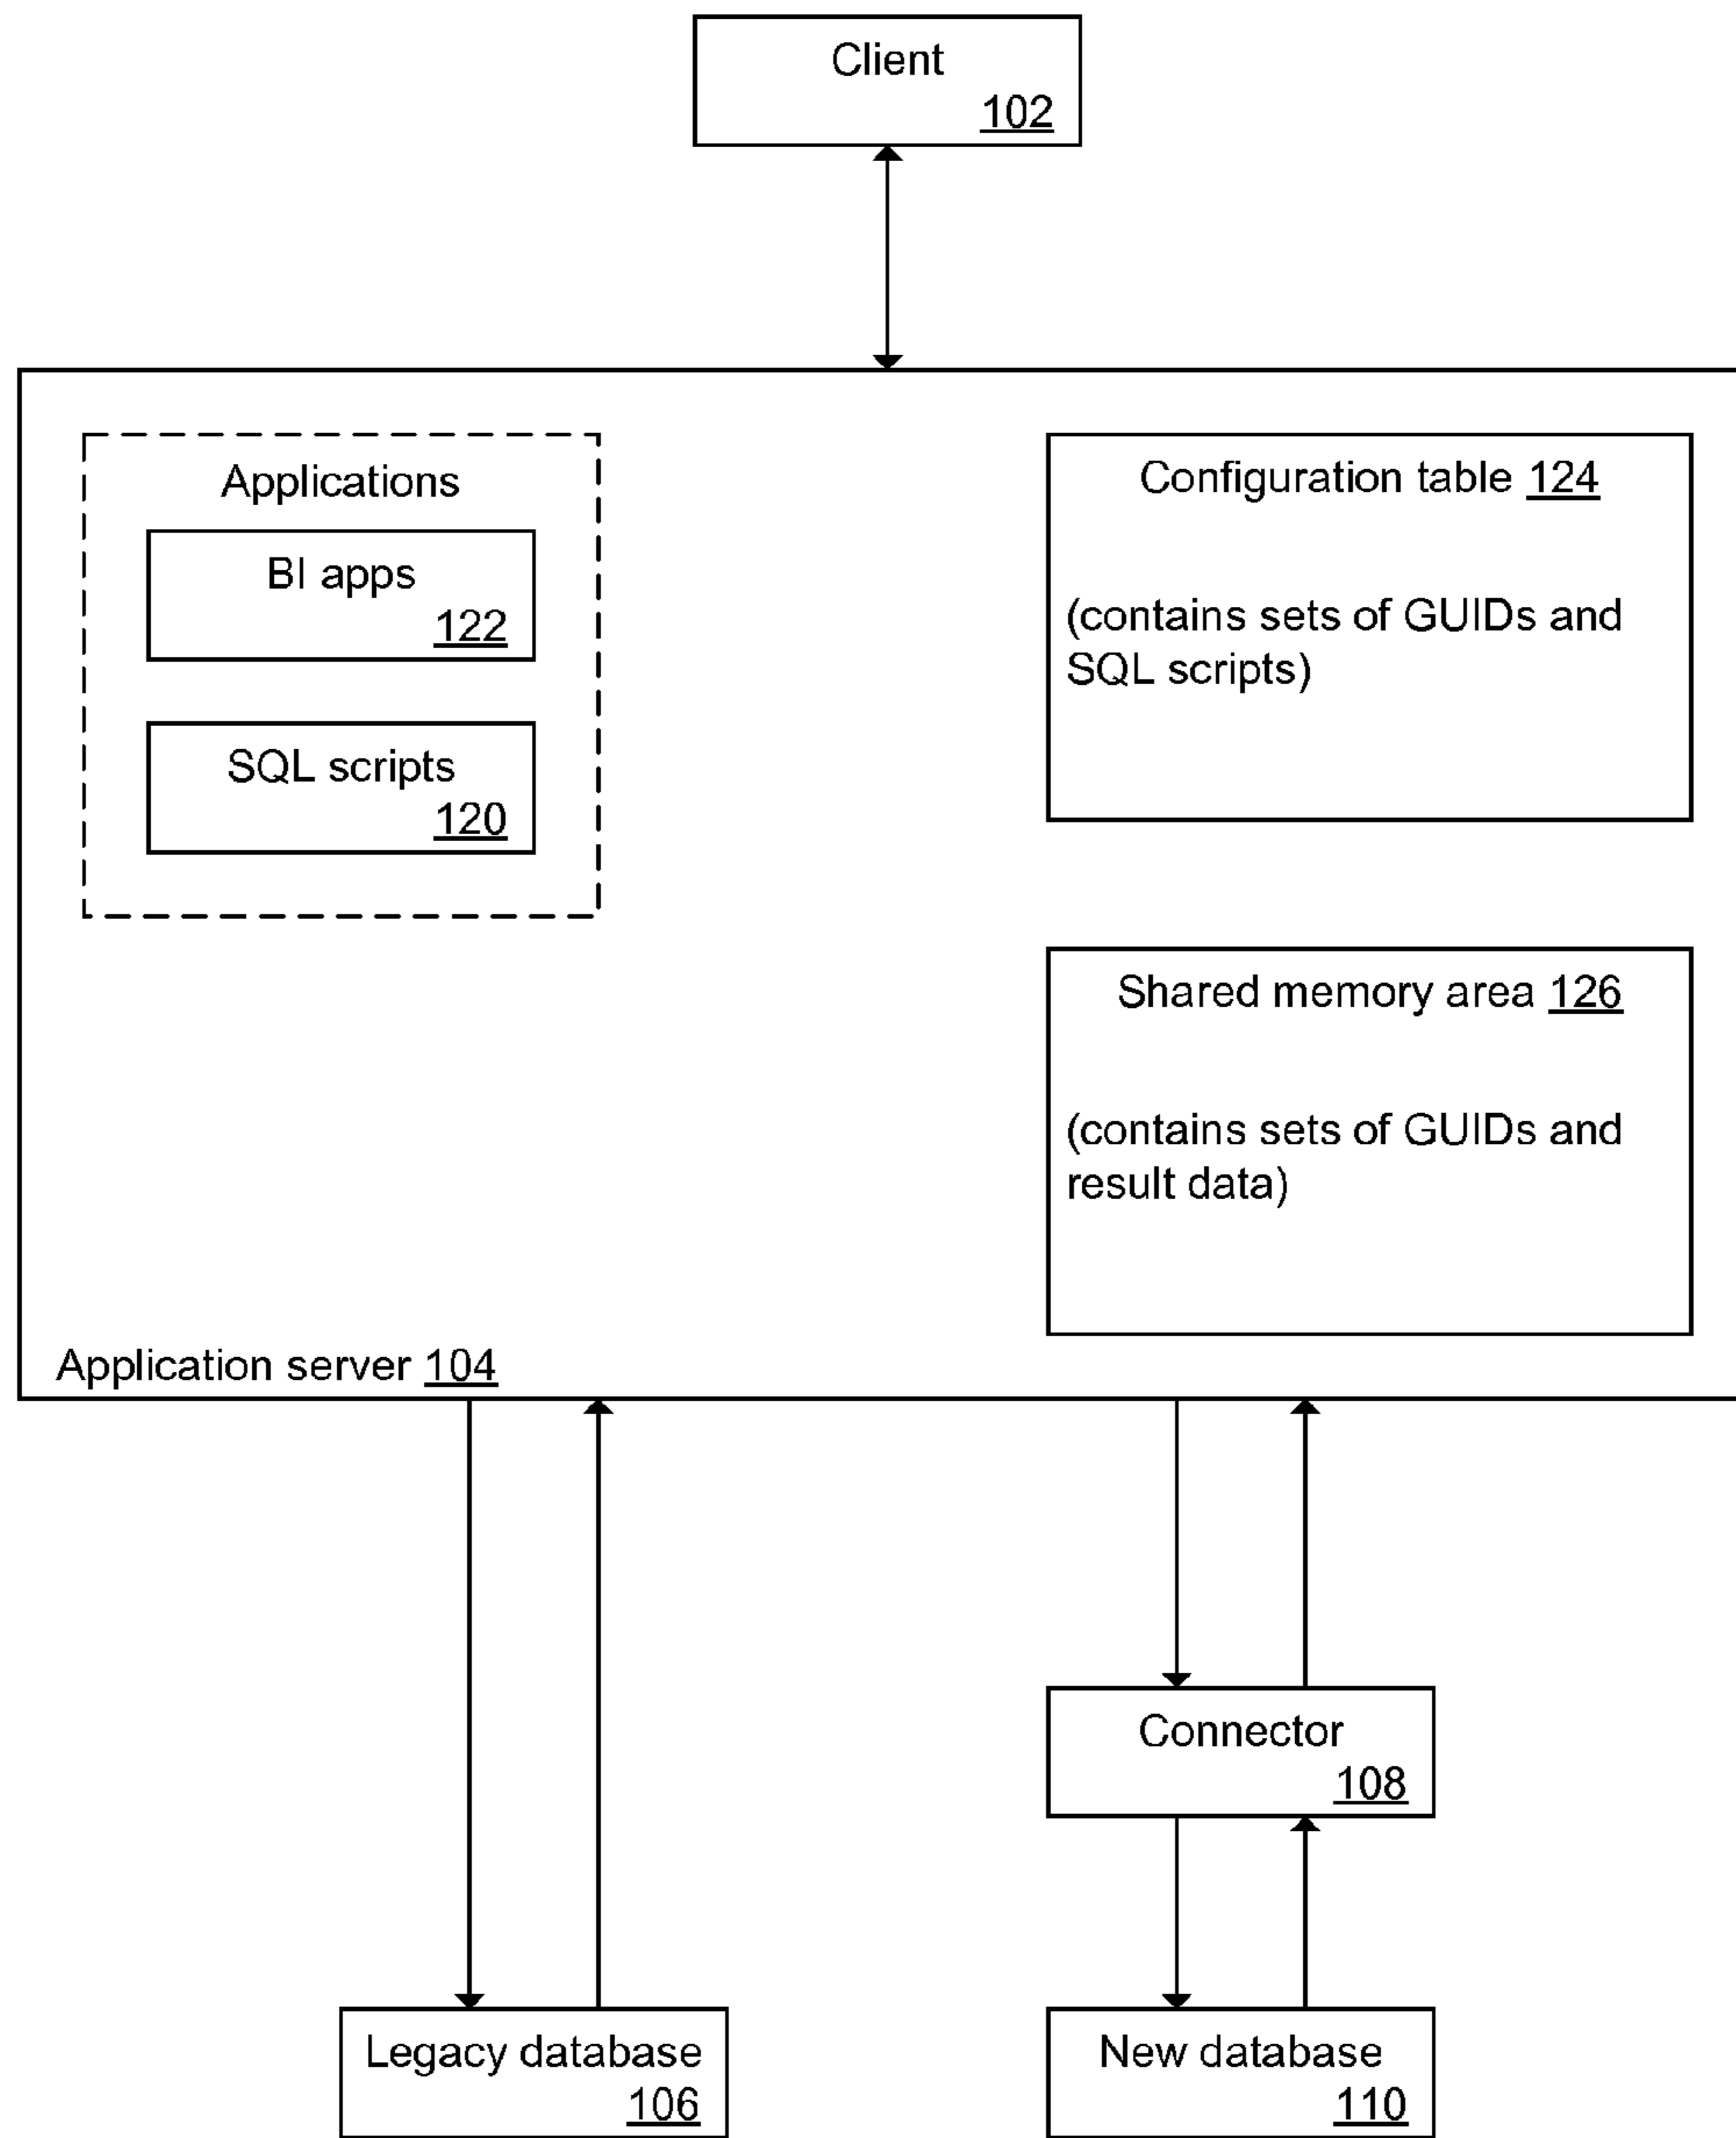 Client
102
Applications
BI apps
122
SQL scripts
120
Configuration table 124
(contains sets of GUIDs and
SQL scripts)
Shared memory area 126
(contains sets of GUIDs and
result data)
Application server 104
Connector
108
Legacy database
106
New database
110